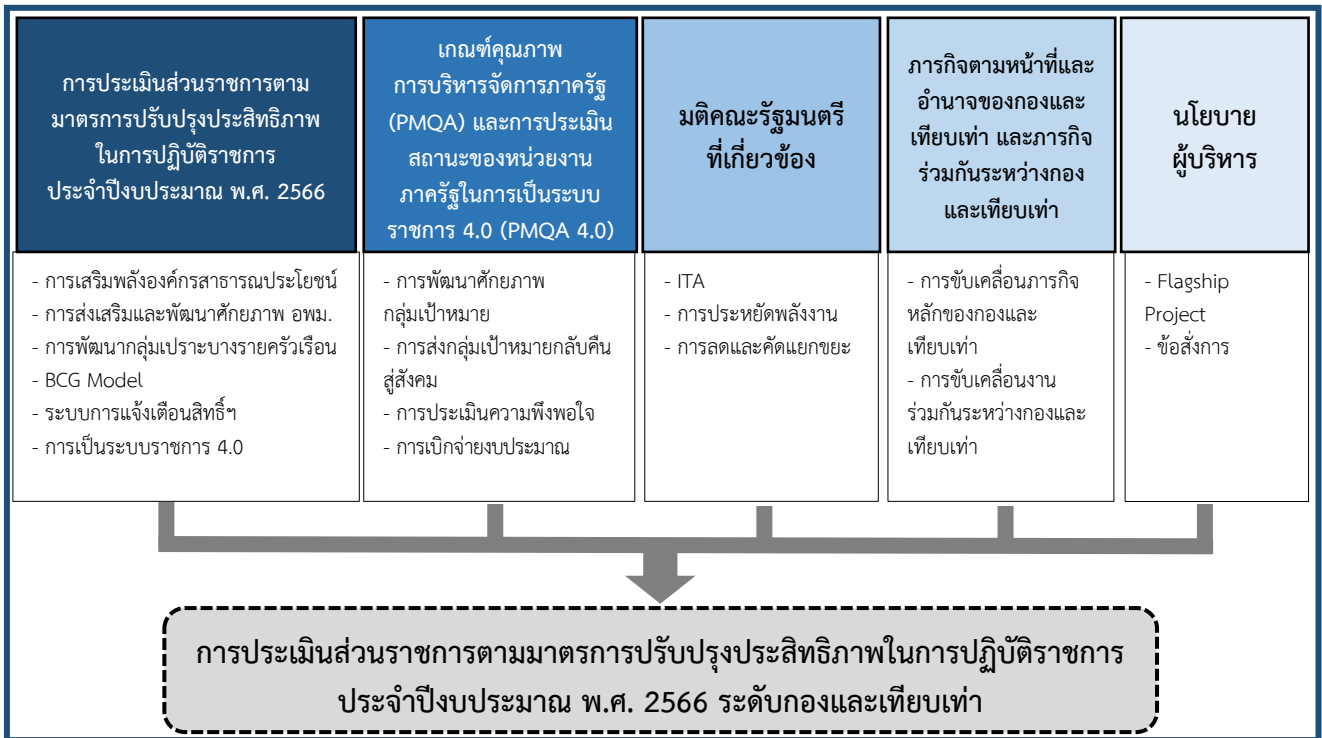 การประเมินส่วนราชการตาม
มาตรการปรับปรุงประสิทธิภาพ
ในการปฏิบัติราชการ
ประจำปีงบประมาณ พ.ศ. 2566
- การเสริมพลังองค์กรสาธารณประโยชน์
- การส่งเสริมและพัฒนาศักยภาพ อพม.
- การพัฒนากลุ่มเปราะบางรายครัวเรือน
- BCG Model
- ระบบการแจ้งเตือนสิทธิ์ฯ
- การเป็นระบบราชการ 4.0
เกณฑ์คุณภาพ
การบริหารจัดการภาครัฐ
(PMQA) และการประเมิน
สถานะของหน่วยงาน
ภาครัฐในการเป็นระบบ
ราชการ 4.0 (PMQA 4.0)
- การพัฒนาศักยภาพ
กลุ่มเป้าหมาย
- การส่งกลุ่มเป้าหมายกลับคืน
สู่สังคม
- การประเมินความพึงพอใจ
- การเบิกจ่ายงบประมาณ
มติคณะรัฐมนตรี
ที่เกี่ยวข้อง
- ITA
- การประหยัดพลังงาน
- การลดและคัดแยกขยะ
ภารกิจตามหน้าที่และ
อำนาจของกองและ
เทียบเท่า และภารกิจ
ร่วมกันระหว่างกอง
และเทียบเท่า
- การขับเคลื่อนภารกิจ
หลักของกองและ
เทียบเท่า
- การขับเคลื่อนงาน
ร่วมกันระหว่างกองและ
เทียบเท่า
นโยบาย
ผู้บริหาร
- Flagship
Project
- ข้อสั่งการ
การประเมินส่วนราชการตามมาตรการปรับปรุงประสิทธิภาพในการปฏิบัติราชการ
ประจำปีงบประมาณ พ.ศ. 2566 ระดับกองและเทียบเท่า